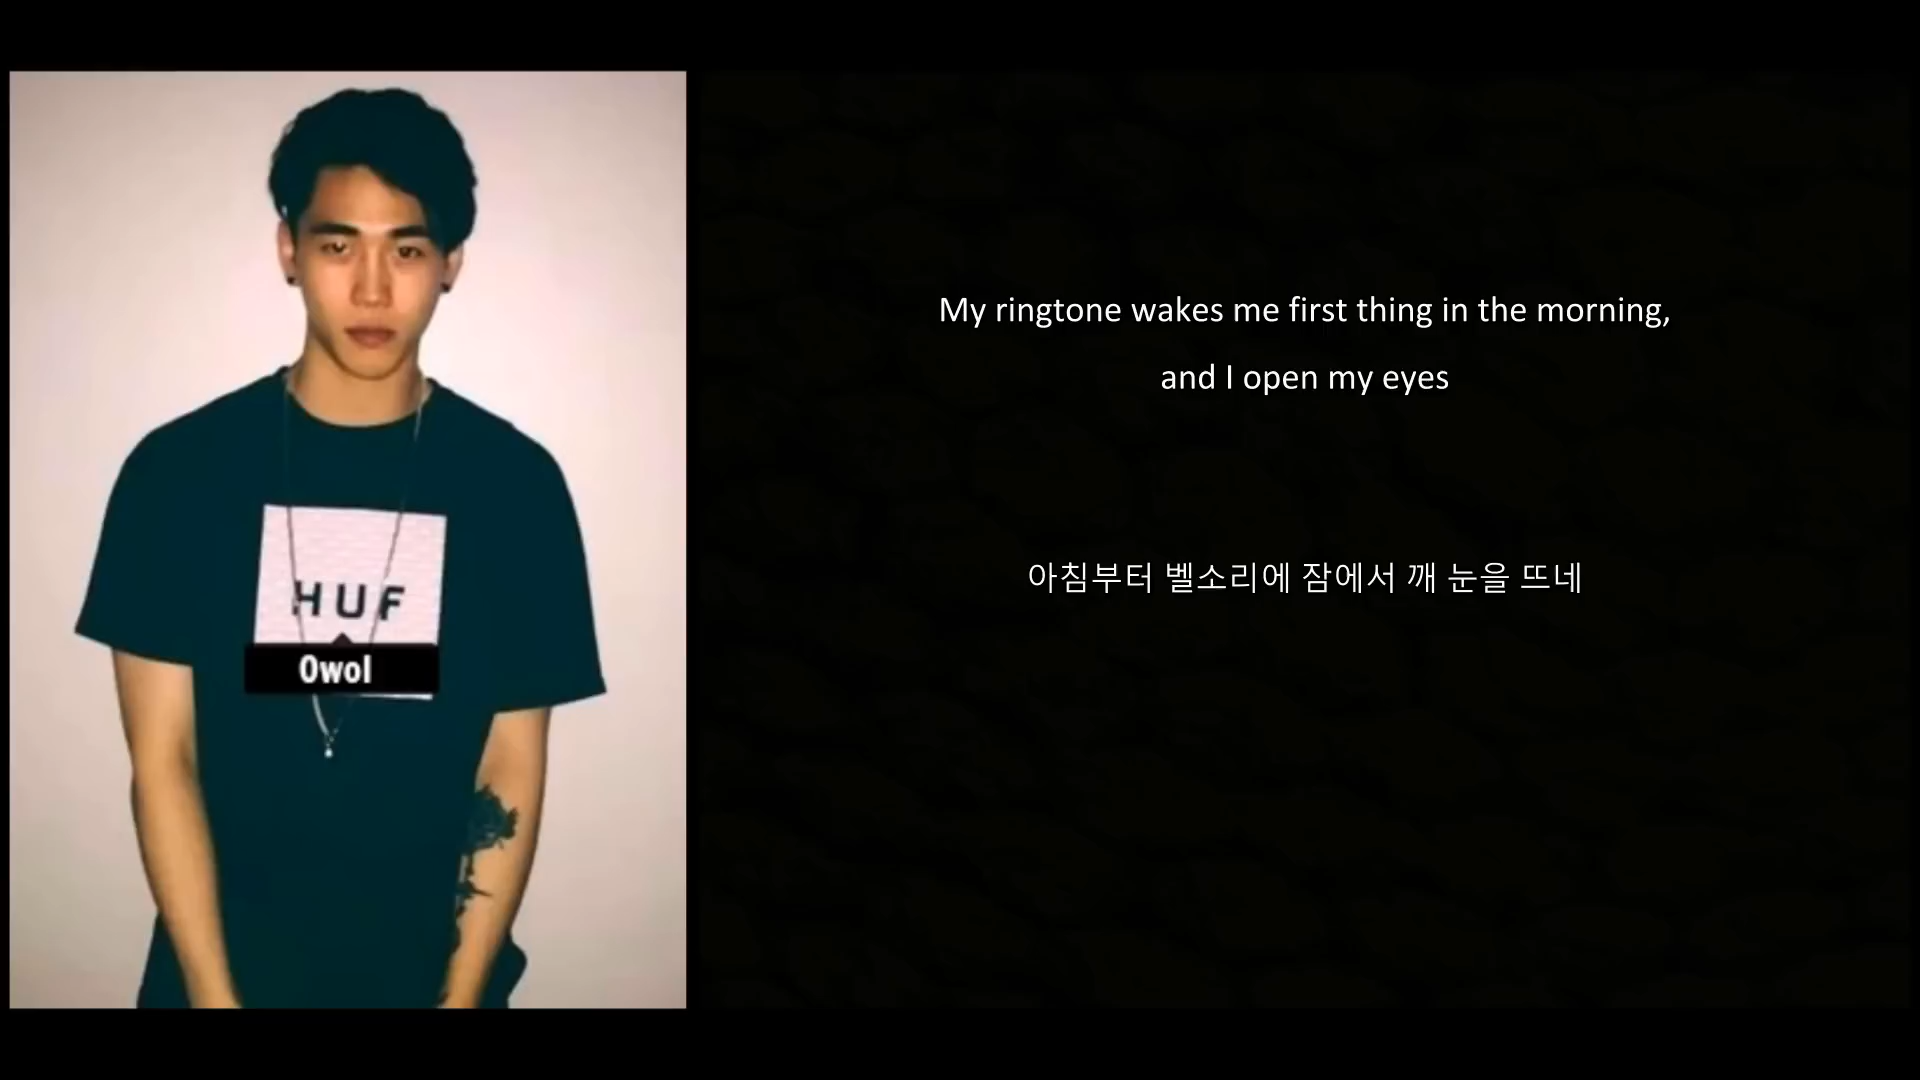 HUF
Owol
My ringtone wakes me first thing in the morning,
and I open my eyes
아침부터 벨소리에 잠에서 깨 눈을 뜨네